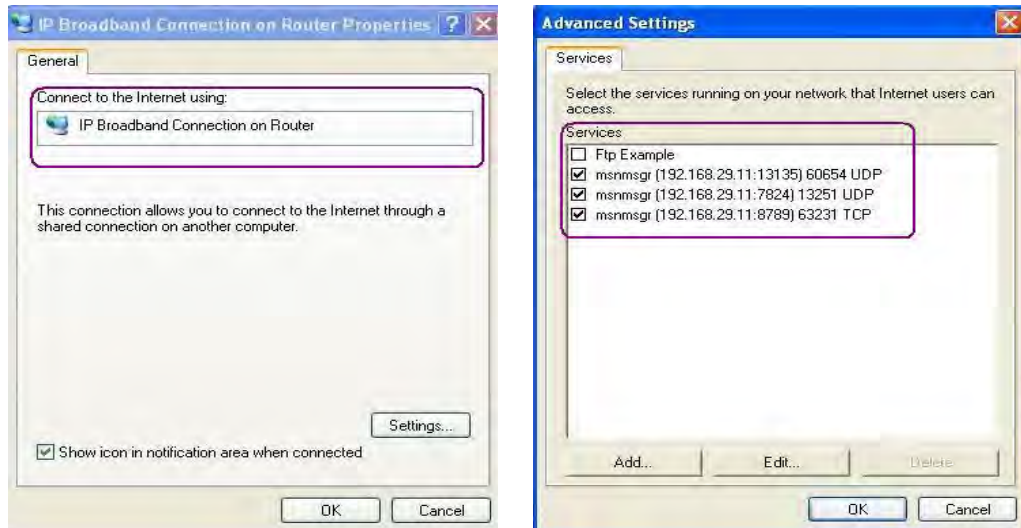 IP Broadband Connection on Router Properties
General
Connect to the Internet using:
IP Broadband Connection on Router
This connection allows you to connect to the Internet through a
shared connection on another computer.
Settings...
Show icon in notification area when connected
OK
Cancel
Advanced Settings
Services
Select the services running on your network that Internet users can
access.
Services
Ftp Example
msnmsgr (192.168.29.11:13135) 60654 UDP
msnmsgr (192.168.29.11:7824) 13251 UDP
msnmsgr (192.168.29.11:8789) 63231 TCP
Add...
Edit...
Delete
OK
Cancel